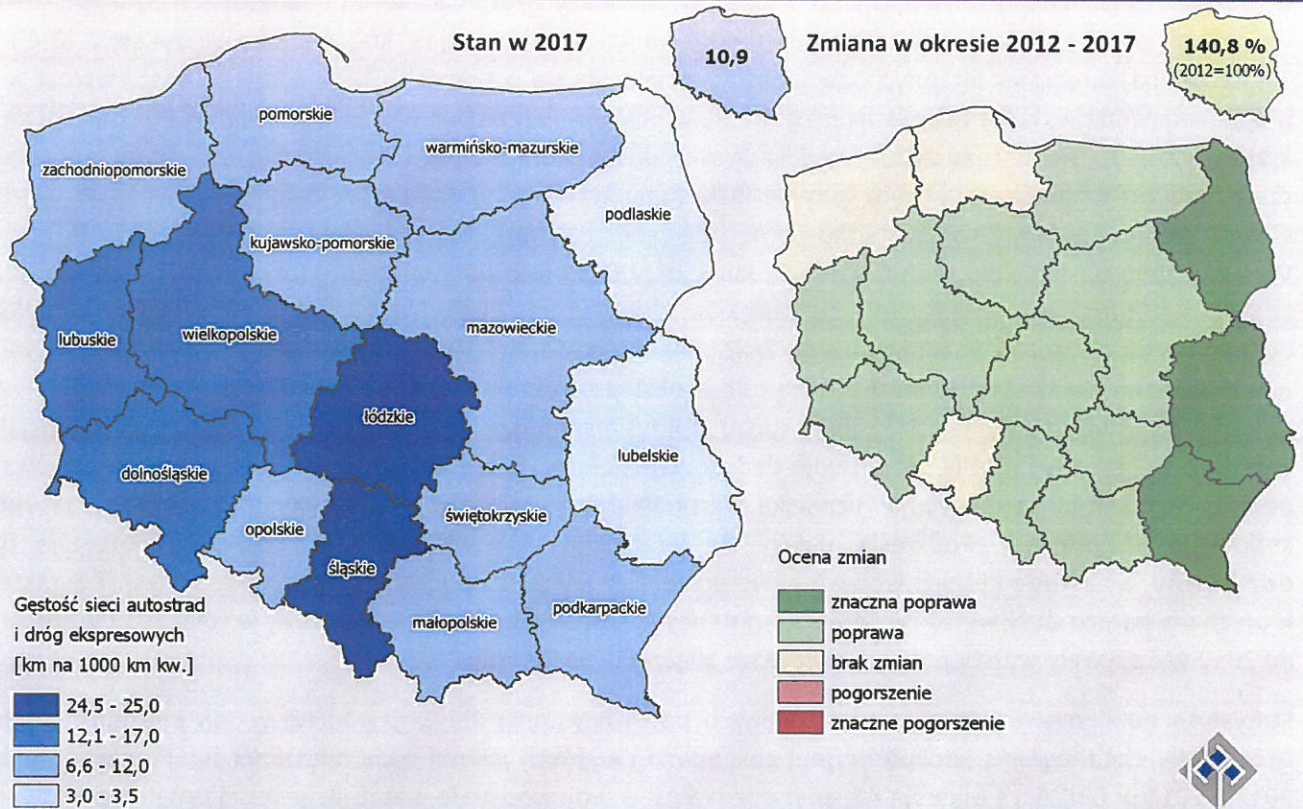 Stan w 2017
10,9
Zmiana w okresie 2012 - 2017
140,8 %
(2012=100%)
pomorskie
warmińsko-mazurskie
zachodniopomorskie
podlaskie
kujawsko-pomorskie
mazowieckie
lubuskie
wielkopolskie
łódzkie
lubelskie
dolnośląskie
opolskie
świętokrzyskie
śląskie
podkarpackie
małopolskie
Gęstość sieci autostrad
i dróg ekspresowych
[km na 1000 km kw.]
24,5 - 25,0
12,1 - 17,0
6,6 - 12,0
3,0 - 3,5
Ocena zmian
znaczna poprawa
poprawa
brak zmian
pogorszenie
znaczne pogorszenie